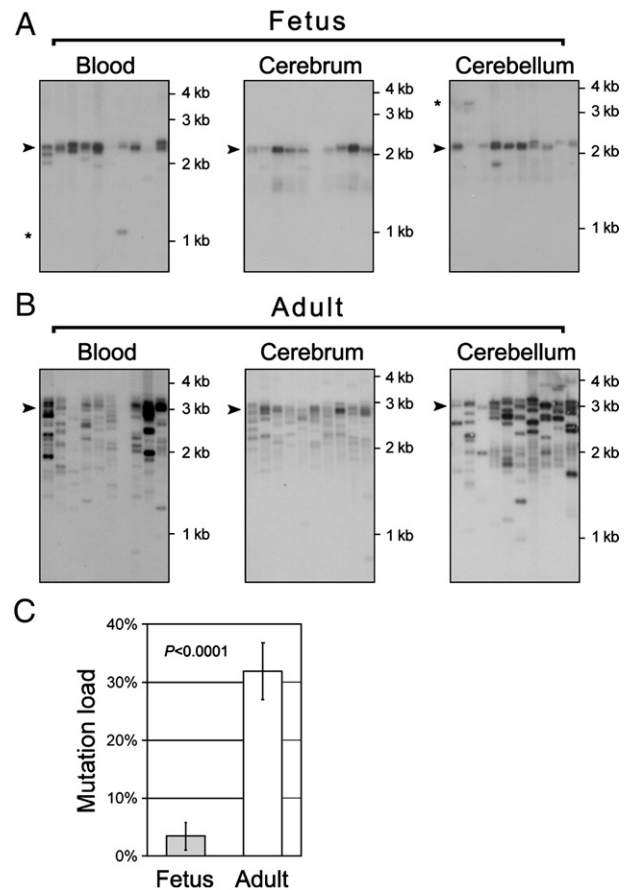 A
Fetus
Blood Cerebrum Cerebellum
4 kb
3 kb
2 kb
1 kb
*
4 kb
3 kb
2 kb
1 kb
*
4 kb
3 kb
2 kb
1 kb
B
Adult
Blood Cerebrum Cerebellum
4 kb
3 kb
2 kb
1 kb
4 kb
3 kb
2 kb
1 kb
4 kb
3 kb
2 kb
1 kb
C
Mutation load
40%
30%
20%
10%
0%
P<0.0001
Fetus Adult